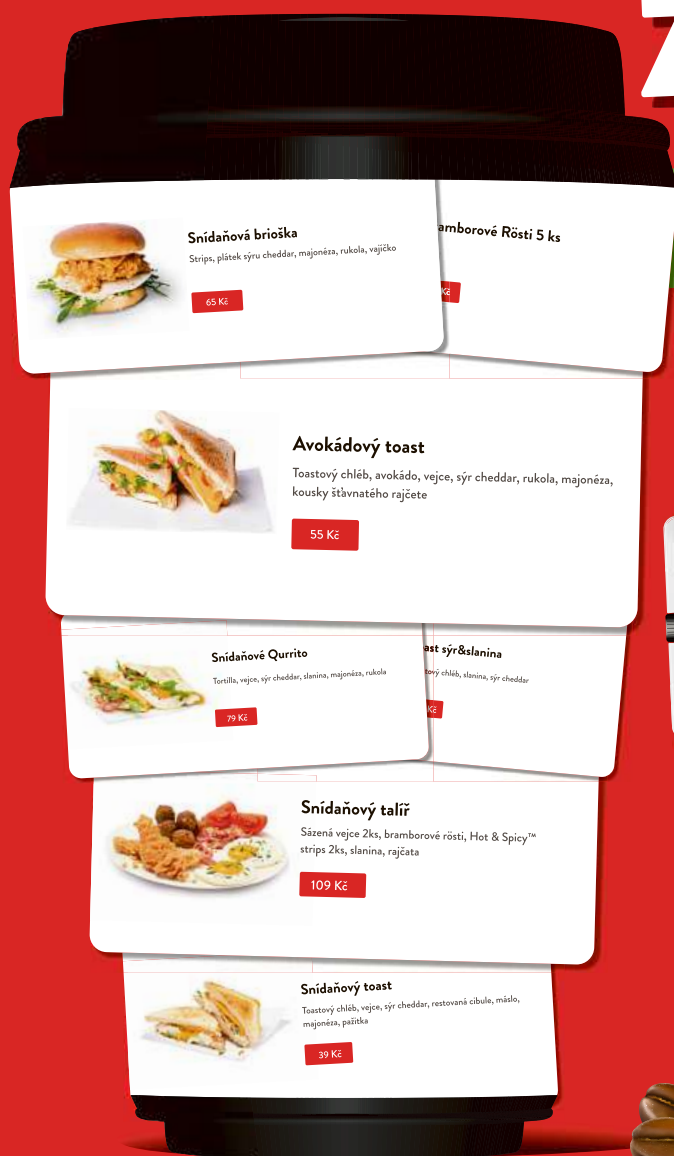 Snídaňová brioška
Strips, plátek sýru cheddar, majonéza, rukola, vajíčko
65 Kč
Rösti 5 ks
Kč
Avokádový toast
Toastový chléb, avokádo, vejce, sýr cheddar, rukola, majonéza,
kousky šťavnatého rajčete
55 Kč
Snídaňové Qurrito
Tortilla, vejce, sýr cheddar, slanina, majonéza, rukola
79 Kč
sýr&slanina
chléb, slanina, sýr cheddar
Kč
Snídaňový talíř
Sázená vejce 2ks, bramborové rösti, Hot & Spicy™
strips 2ks, slanina, rajčata
109 Kč
Snídaňový toast
Toastový chléb, vejce, sýr cheddar, restovaná cibule, máslo,
majonéza, pažitka
39 Kč